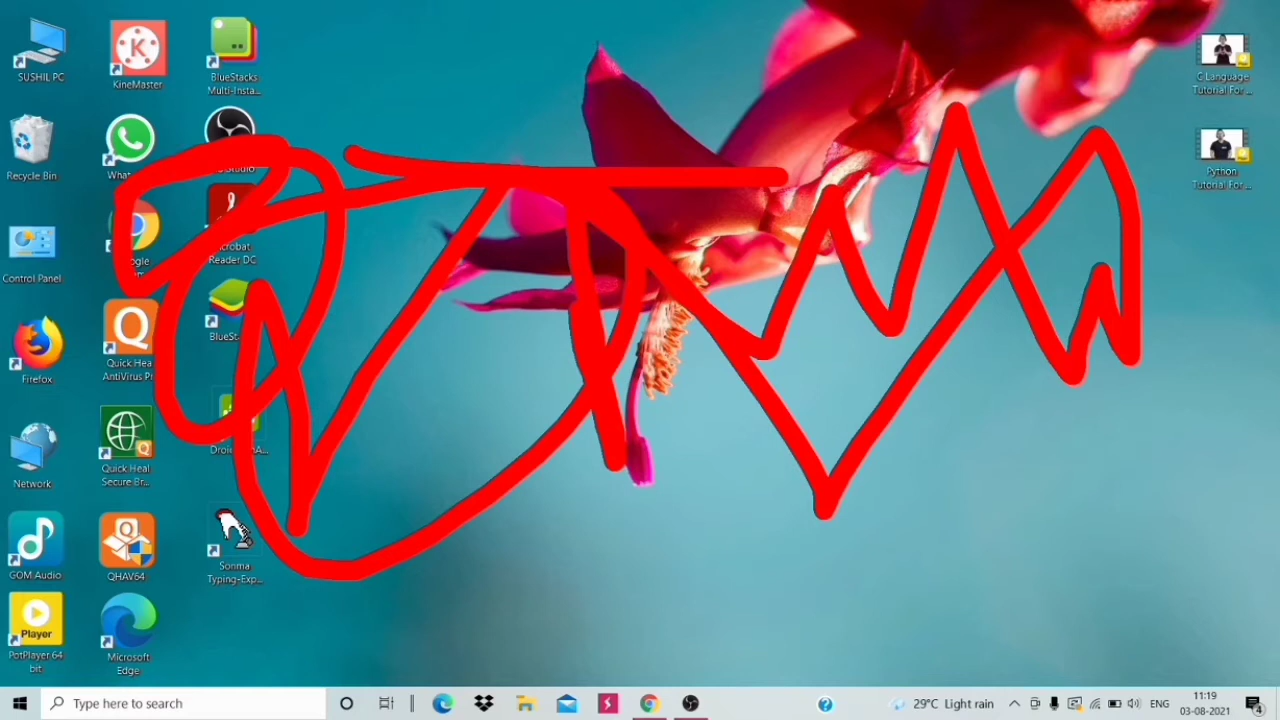 SUSHIL PC
KineMaster
BlueStacks
Multi-Insta...
C Language
Tutorial For ...
Recycle Bin
Python
Tutorial For ...
Control Panel
Acrobat
Reader DC
Firefox
Quick Heal
AntiVirus Pr
Network
Quick Heal
Secure Br...
GOM Audio
QHAV64
Sonma
Typing-Exp...
Player
PotPlayer 64
bit
Microsoft
Edge
Type here to search
29°C Light rain
ENG
11:19
03-08-2021
4